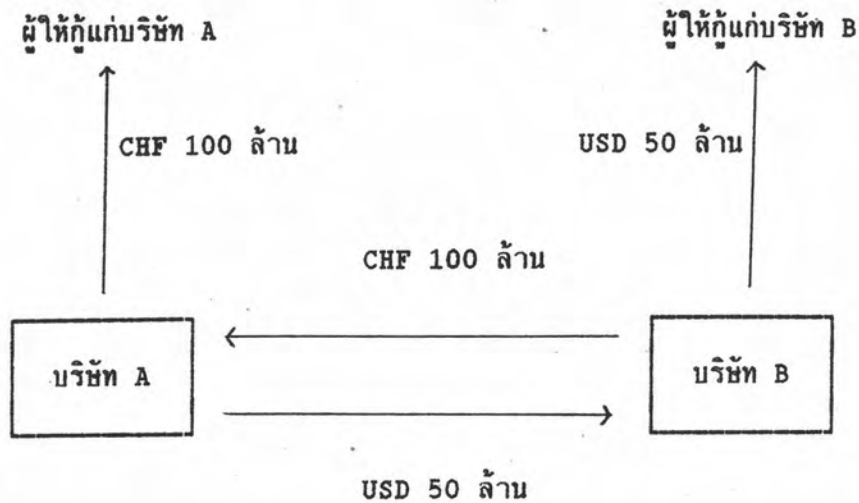 ผู้ให้กู้แก่บริษัท A
ผู้ให้กู้แก่บริษัท B
CHF 100 ล้าน
USD 50 ล้าน
CHF 100 ล้าน
บริษัท A
บริษัท B
USD 50 ล้าน